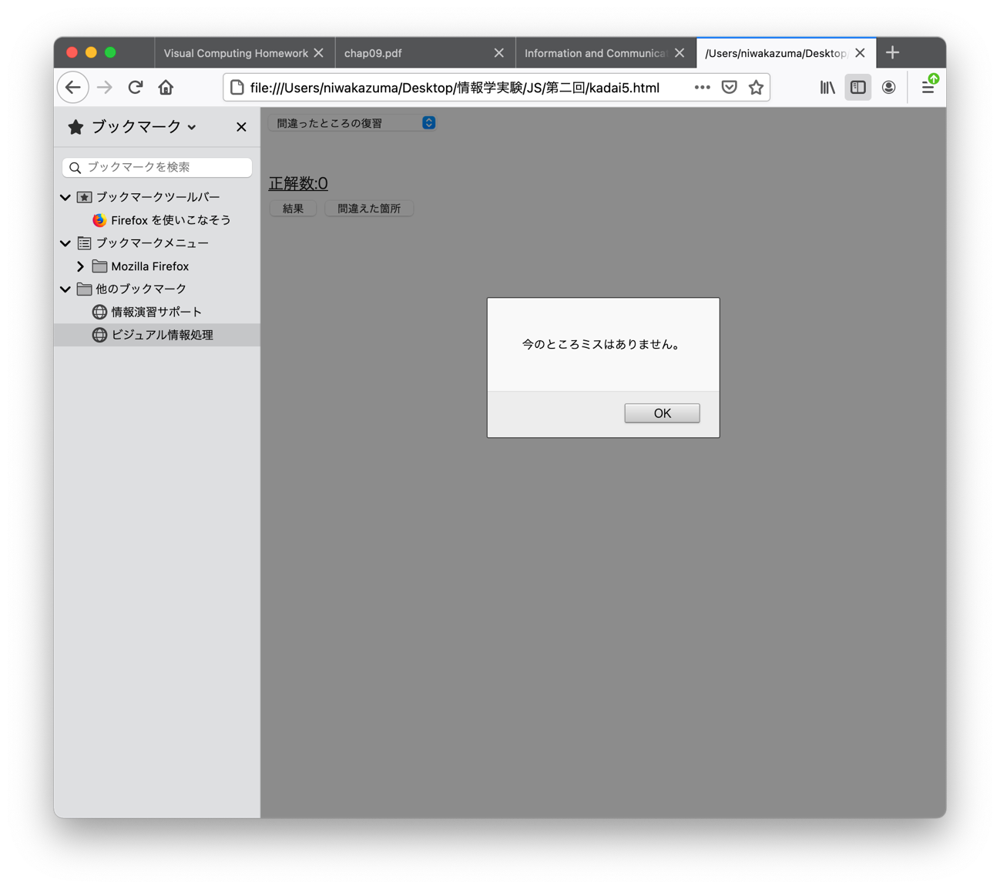 Visual Computing Homework
chap09.pdf
Information and Communicat
/Users/niwakazuma/Desktop/
file:///Users/niwakazuma/Desktop/情報学実験/JS/第二回/kadai5.html
ブックマーク
ブックマークを検索
ブックマークツールバー
Firefox を使いこなそう
ブックマークメニュー
Mozilla Firefox
他のブックマーク
情報演習サポート
ビジュアル情報処理
間違ったところの復習
正解数:0
結果
間違えた箇所
今のところミスはありません。
OK